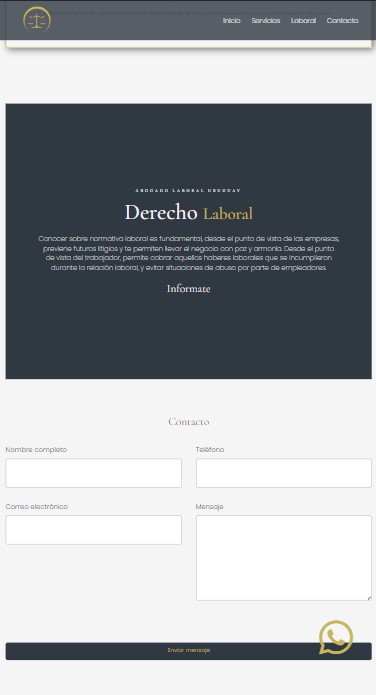 Inicio Servicios Laboral Contacto
ABOGADO LABORAL URUGUAY
Derecho Laboral
Conocer sobre normativa laboral es fundamental, desde el punto de vista de las empresas,
previene futuros litigios y te permiten llevar el negocio con paz y armonía. Desde el punto
de vista del trabajador, permite cobrar aquellos haberes laborales que se incumplieron
durante la relación laboral, y evitar situaciones de abuso por parte de empleadores
Informate
Contacto
Nombre completo Teléfono
Correo electrónico Mensaje
Enviar mensaje